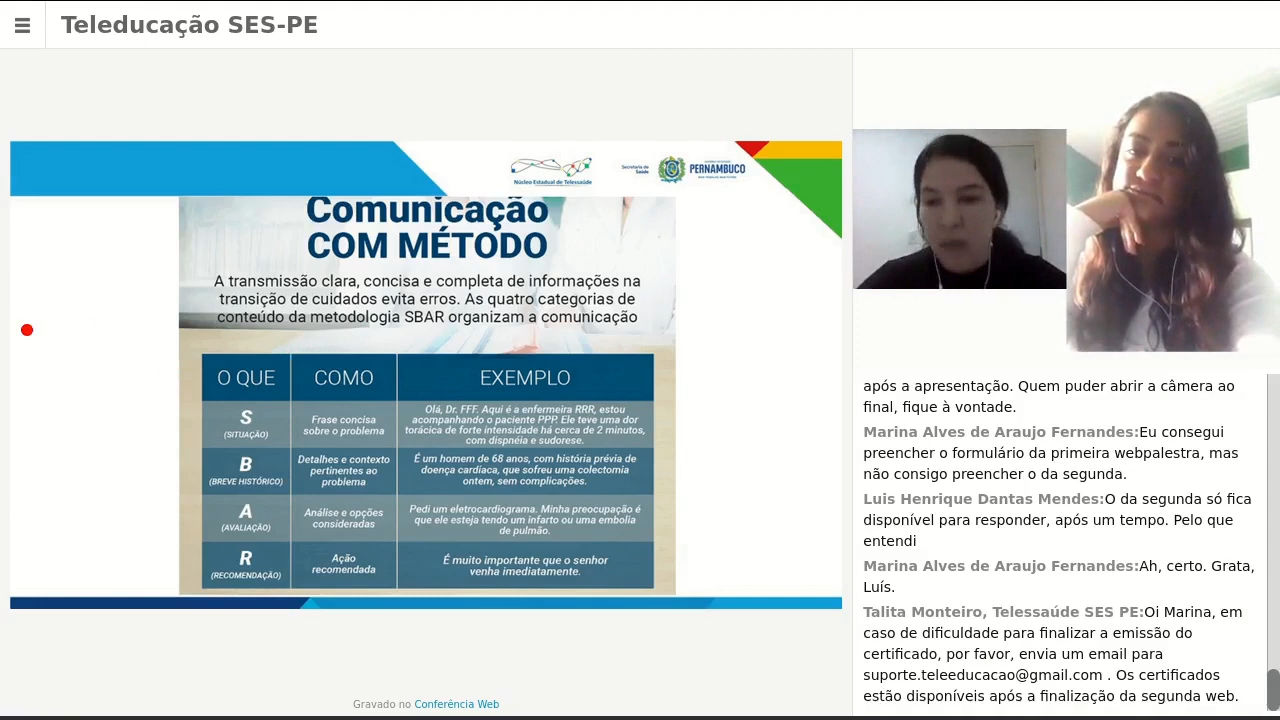 Teleducação SES-PE
Núcleo Estadual de Telessaúde
Secretaria de
Saúde
PERNAMBUCO
Comunicação
COM MÉTODO
A transmissão clara, concisa e completa de informações na
transição de cuidados evita erros. As quatro categorias de
conteúdo da metodologia SBAR organizam a comunicação
O QUE COMO EXEMPLO
S
(SITUAÇÃO)
Frase concisa
sobre o problema
Olá, Dr. FFF. Aqui é a enfermeira RRR, estou
acompanhando o paciente PPP. Ele teve uma dor
torácica de forte intensidade há cerca de 2 minutos,
com dispnéia e sudorese.
B
(BREVE HISTÓRICO)
Detalhes e contexto
pertinentes ao
problema
É um homem de 68 anos, com história prévia de
doença cardíaca, que sofreu uma colectomia
ontem, sem complicações.
A
(AVALIAÇÃO)
Análise e opções
consideradas
Pedi um eletrocardiograma. Minha preocupação é
que ele esteja tendo um infarto ou uma embolia
de pulmão.
R
(RECOMENDAÇÃO)
Ação
recomendada
É muito importante que o senhor
venha imediatamente.
Gravado no Conferência Web
após a apresentação. Quem puder abrir a câmera ao
final, fique à vontade.
Marina Alves de Araujo Fernandes:Eu consegui
preencher o formulário da primeira webpalestra, mas
não consigo preencher o da segunda.
Luis Henrique Dantas Mendes:O da segunda só fica
disponível para responder, após um tempo. Pelo que
entendi
Marina Alves de Araujo Fernandes:Ah, certo. Grata,
Luís.
Talita Monteiro, Telessaúde SES PE:Oi Marina, em
caso de dificuldade para finalizar a emissão do
certificado, por favor, envia um email para
suporte.teleeducacao@gmail.com . Os certificados
estão disponíveis após a finalização da segunda web.